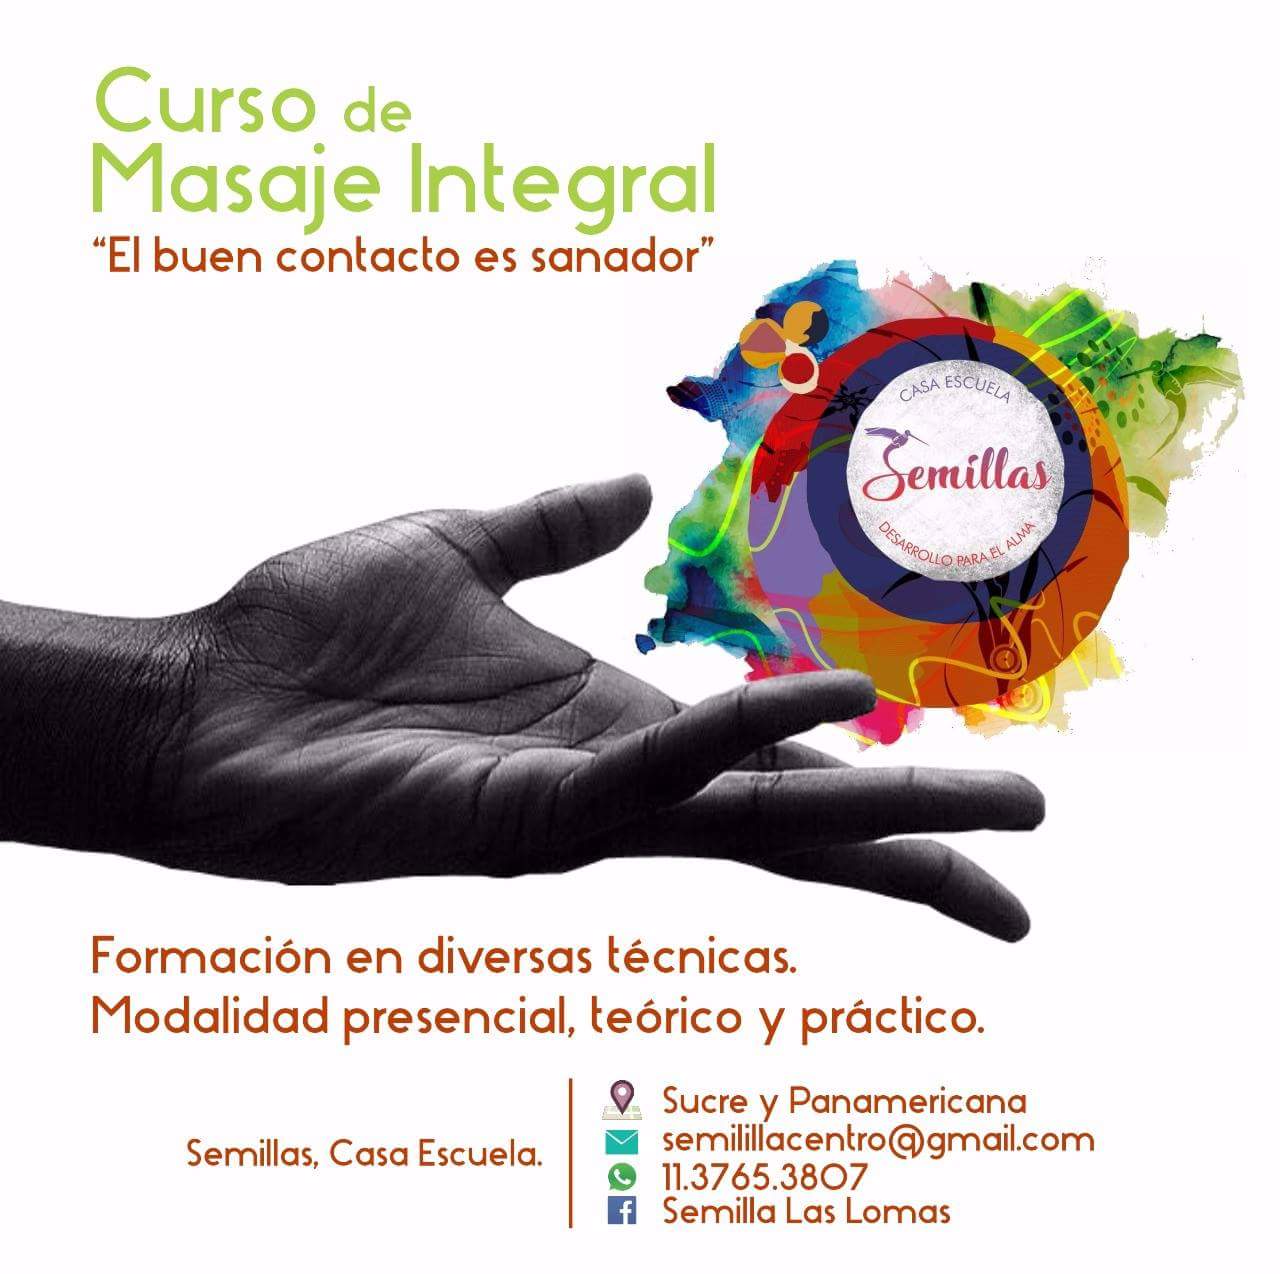 Curso de
Masaje Integral
“El buen contacto es sanador”
CASA ESCUELA
Semillas
DESARROLLO PARA EL ALMA
Formación en diversas técnicas.
Modalidad presencial, teórico y práctico.
Semillas, Casa Escuela.
Sucre y Panamericana
semilillacentro@gmail.com
11.3765.3807
Semilla Las Lomas